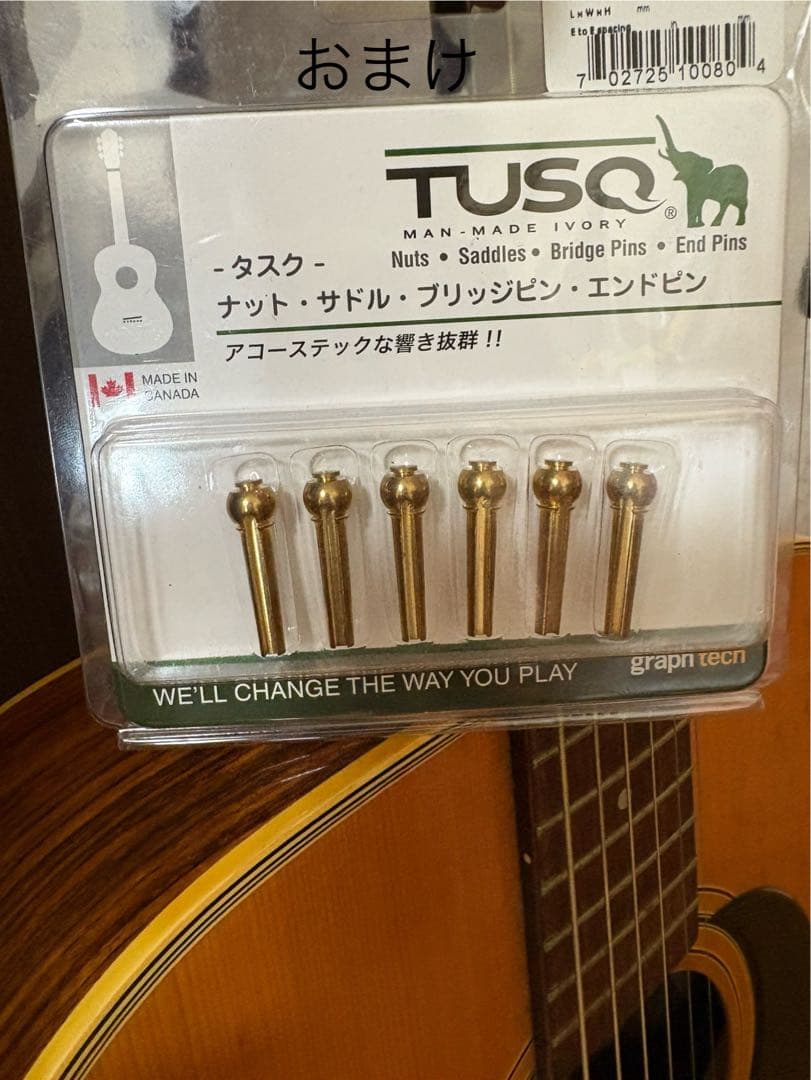 L x W x H mm
E to E spacing in mm
7 02725 10080 4
おまけ
TUSQ®
MAN-MADE IVORY
Nuts • Saddles • Bridge Pins • End Pins
- タスク -
ナット・サドル・ブリッジピン・エンドピン
アコーステックな響き抜群!!
MADE IN
CANADA
graph tech
WE'LL CHANGE THE WAY YOU PLAY